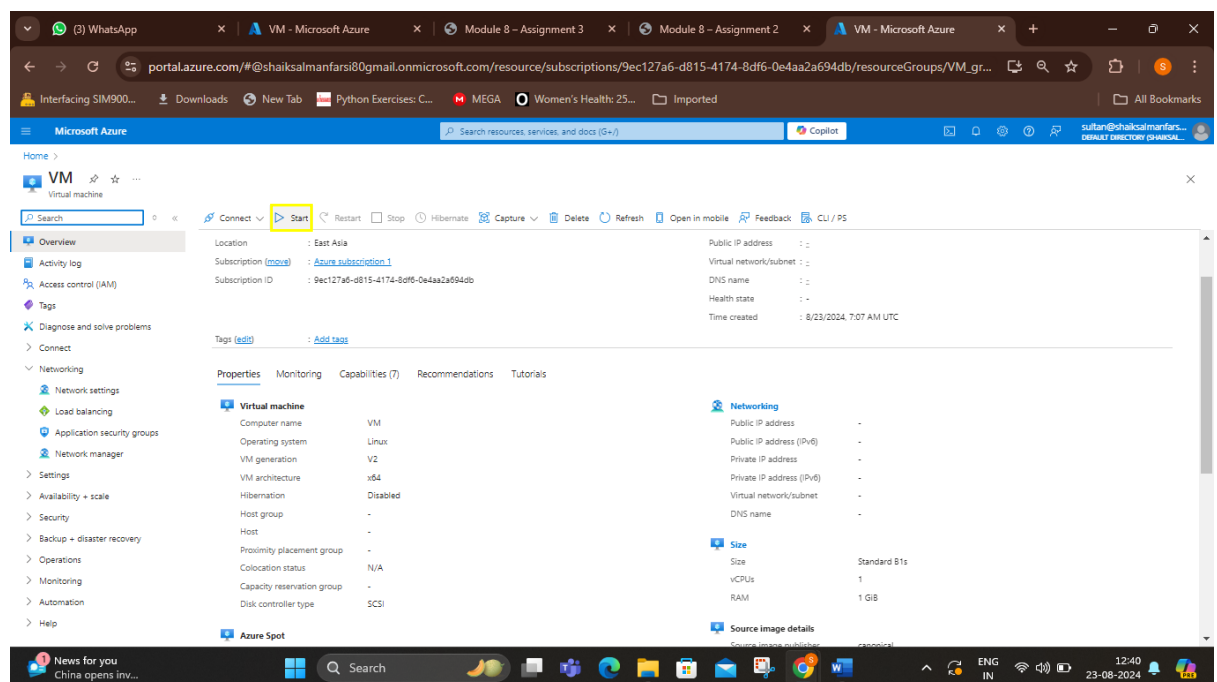 (3) WhatsApp
VM - Microsoft Azure
Module 8 – Assignment 3
Module 8 – Assignment 2
VM - Microsoft Azure
portal.azure.com/#@shaiksalmanfarsi80gmail.onmicrosoft.com/resource/subscriptions/9ec127a6-d815-4174-8df6-0e4aa2a694db/resourceGroups/VM_gr...
S
Interfacing SIM900...
Downloads
New Tab
Python Exercises: C...
MEGA
Women's Health: 25...
Imported
All Bookmarks
Microsoft Azure
Search resources, services, and docs (G+/)
Copilot
sultan@shaiksalmanfars...
DEFAULT DIRECTORY (SHAIKSAL...
Home >
VM
Virtual machine
Search
Connect
Start
Restart
Stop
Hibernate
Capture
Delete
Refresh
Open in mobile
Feedback
CLI / PS
Overview
Activity log
Access control (IAM)
Tags
Diagnose and solve problems
Connect
Networking
Network settings
Load balancing
Application security groups
Network manager
Settings
Availability + scale
Security
Backup + disaster recovery
Operations
Monitoring
Automation
Help
Location : East Asia
Subscription (move) : Azure subscription 1
Subscription ID : 9ec127a6-d815-4174-8df6-0e4aa2a694db
Public IP address : -
Virtual network/subnet : -
DNS name : -
Health state : -
Time created : 8/23/2024, 7:07 AM UTC
Tags (edit) : Add tags
Properties Monitoring Capabilities (7) Recommendations Tutorials
Virtual machine
Computer name VM
Operating system Linux
VM generation V2
VM architecture x64
Hibernation Disabled
Host group -
Host -
Proximity placement group -
Colocation status N/A
Capacity reservation group -
Disk controller type SCSI
Azure Spot
Networking
Public IP address -
Public IP address (IPv6) -
Private IP address -
Private IP address (IPv6) -
Virtual network/subnet -
DNS name -
Size
Size Standard B1s
vCPUs 1
RAM 1 GiB
Source image details
Source image publisher canonical
1
News for you
China opens inv...
Search
ENG
IN
12:40
23-08-2024
PRE